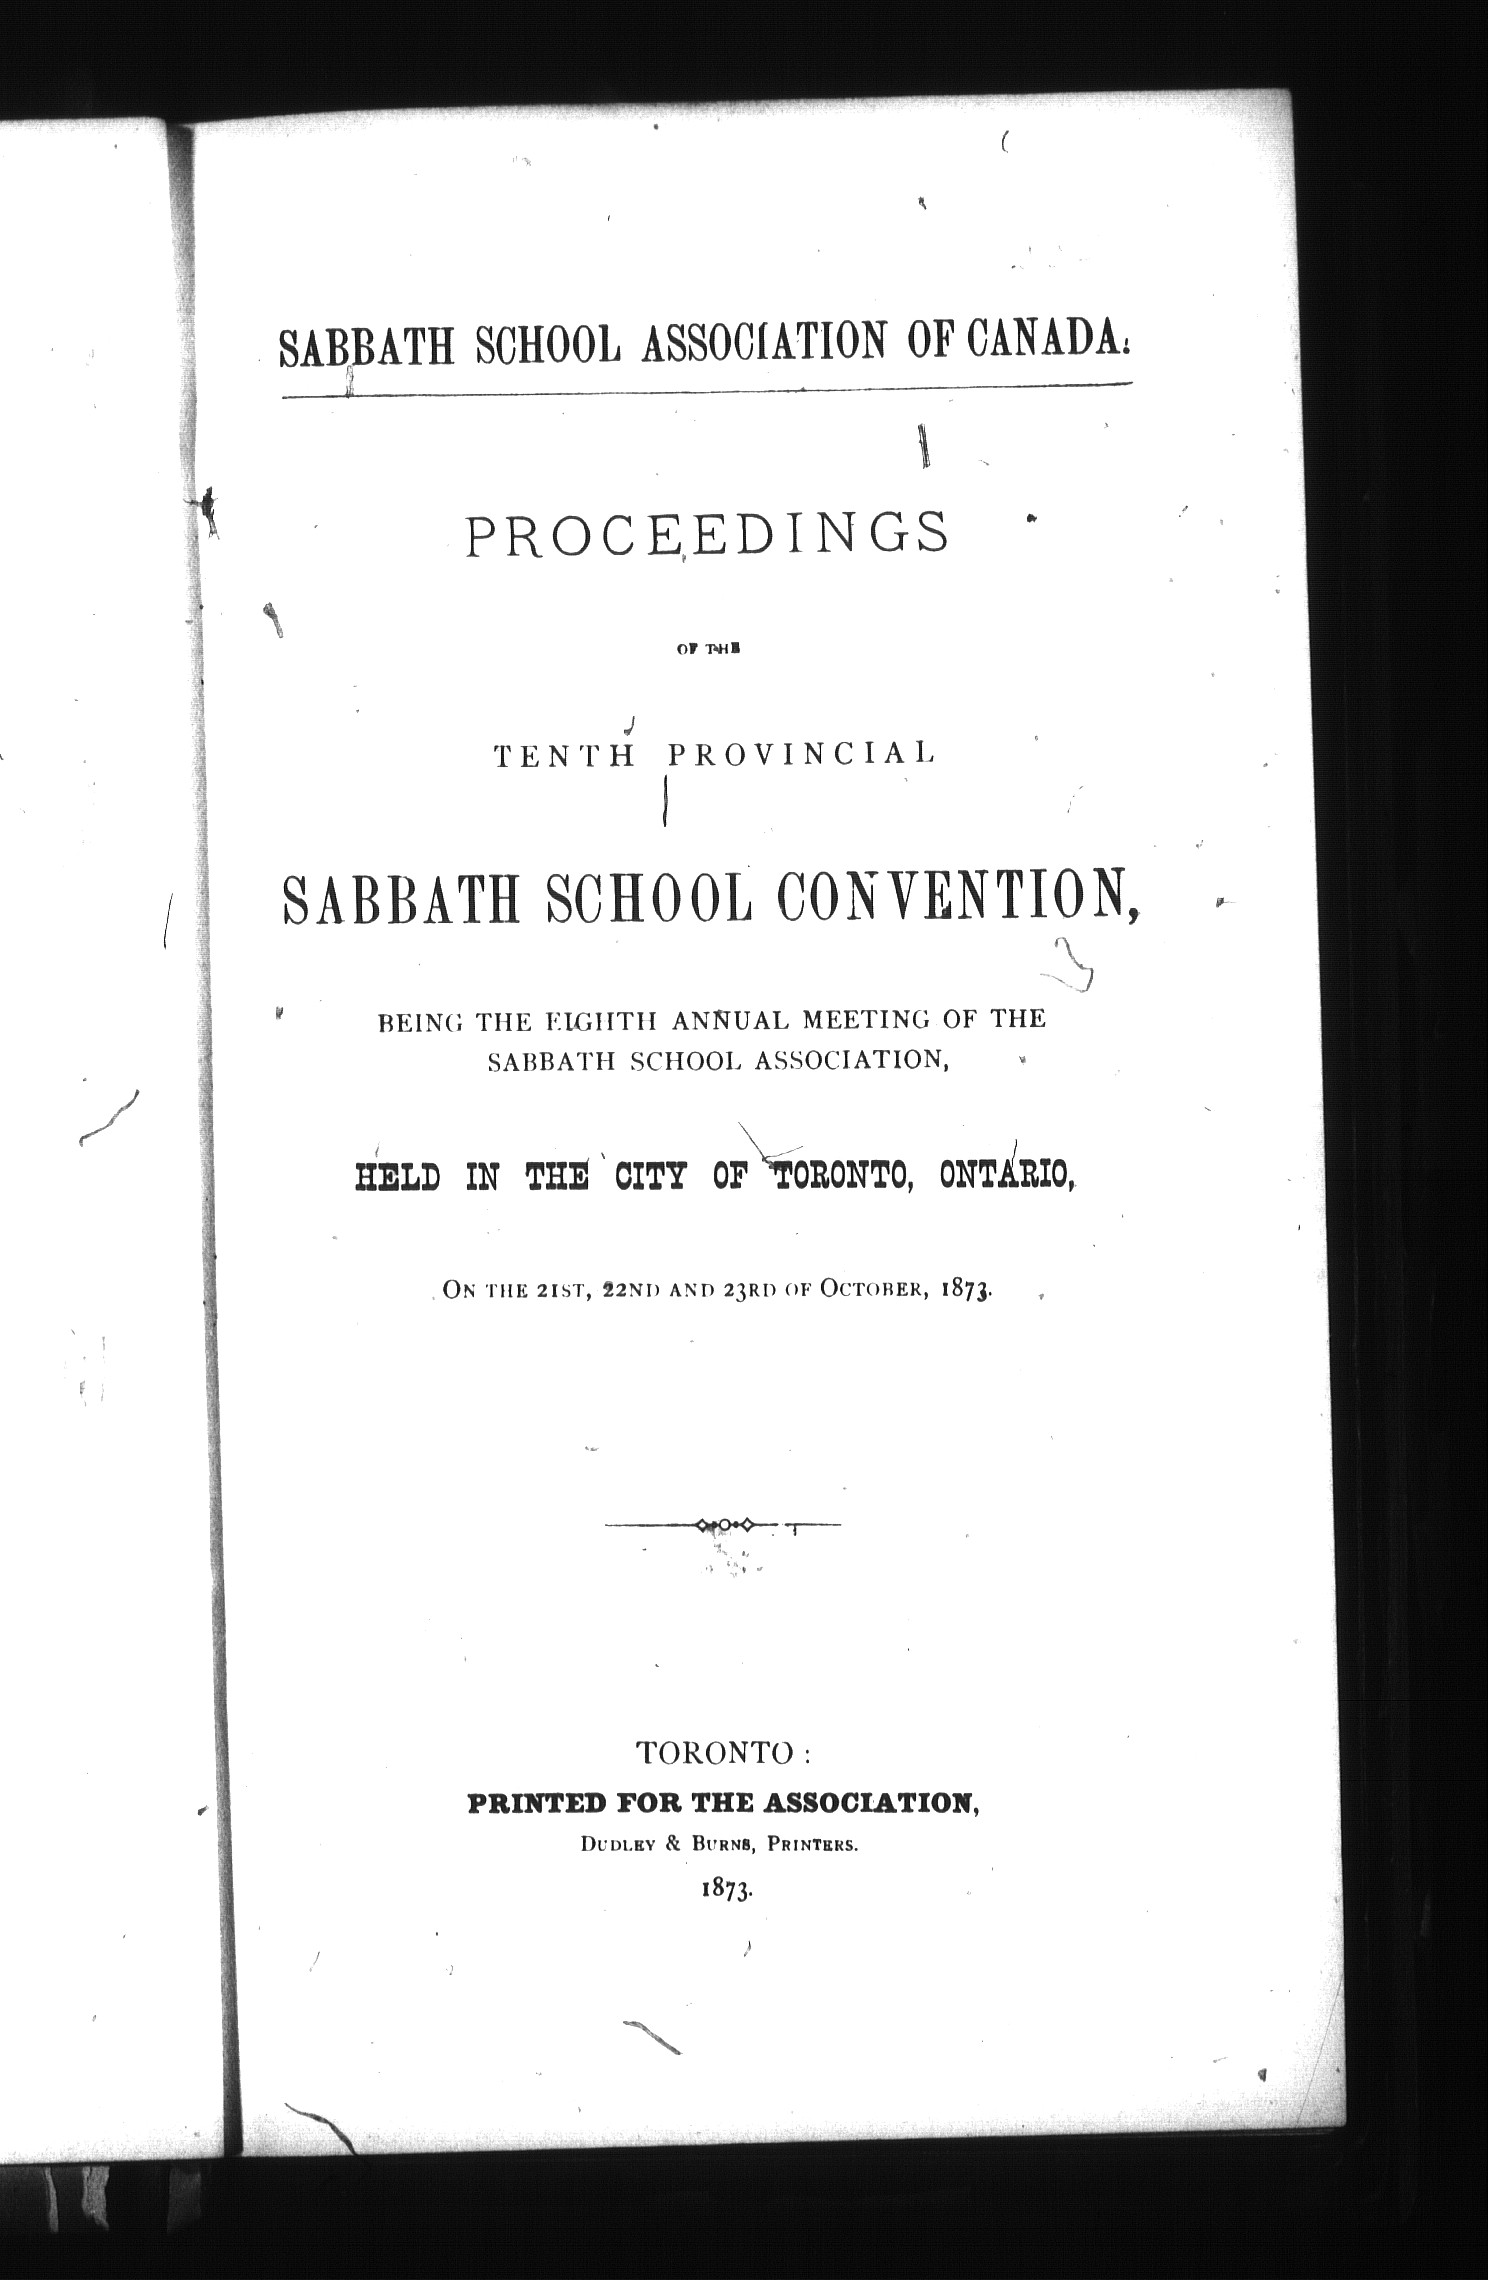 SABBATH SCHOOL ASSOCIATION OF CANADA.
PROCEEDINGS
OF THE
TENTH PROVINCIAL
SABBATH SCHOOL CONVENTION,
BEING THE EIGHTH ANNUAL MEETING OF THE
SABBATH SCHOOL ASSOCIATION,
HELD IN THE CITY OF TORONTO, ONTARIO,
ON THE 21ST, 22ND AND 23RD OF OCTOBER, 1873.
TORONTO :
PRINTED FOR THE ASSOCIATION,
DUDLEY & BURNS, PRINTERS.
1873.